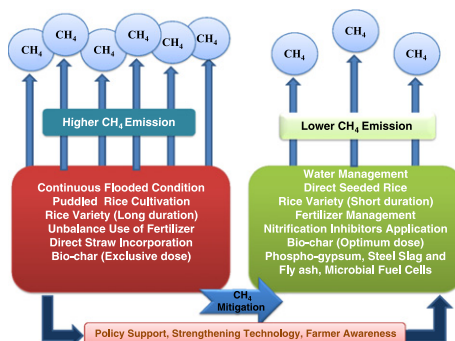 CH4
CH4
CH4
CH4
CH4
CH4
CH4
CH4
CH4
Higher CH4 Emission
Lower CH4 Emission
Continuous Flooded Condition
Puddled Rice Cultivation
Rice Variety (Long duration)
Unbalance Use of Fertilizer
Direct Straw Incorporation
Bio-char (Exclusive dose)
Water Management
Direct Seeded Rice
Rice Variety (Short duration)
Fertilizer Management
Nitrification Inhibitors Application
Bio-char (Optimum dose)
Phospho-gypsum, Steel Slag and
Fly ash, Microbial Fuel Cells
CH4
Mitigation
Policy Support, Strengthening Technology, Farmer Awareness